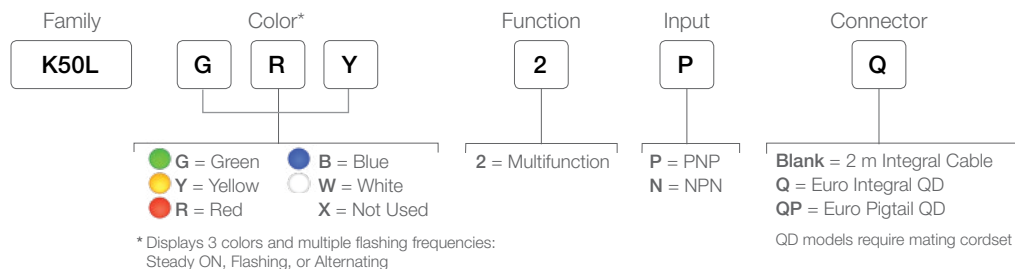 Family Color* Function Input Connector
K50L G R Y 2 P Q
G = Green B = Blue 2 = Multifunction P = PNP Blank = 2 m Integral Cable
Y = Yellow W = White N = NPN Q = Euro Integral QD
R = Red X = Not Used QP = Euro Pigtail QD
* Displays 3 colors and multiple flashing frequencies: QD models require mating cordset
Steady ON, Flashing, or Alternating